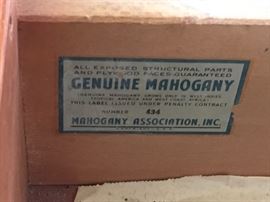 ALL EXPOSED STRUCTURAL PARTS
AND PLYWOOD FACES GUARANTEED
GENUINE MAHOGANY
(GENUINE MAHOGANY GROWS ONLY IN WEST INDIES,
TROPICAL AMERICA AND WEST COAST AFRICA)
THIS LABEL ISSUED UNDER PENALTY CONTRACT
NUMBER 434
MAHOGANY ASSOCIATION, INC.